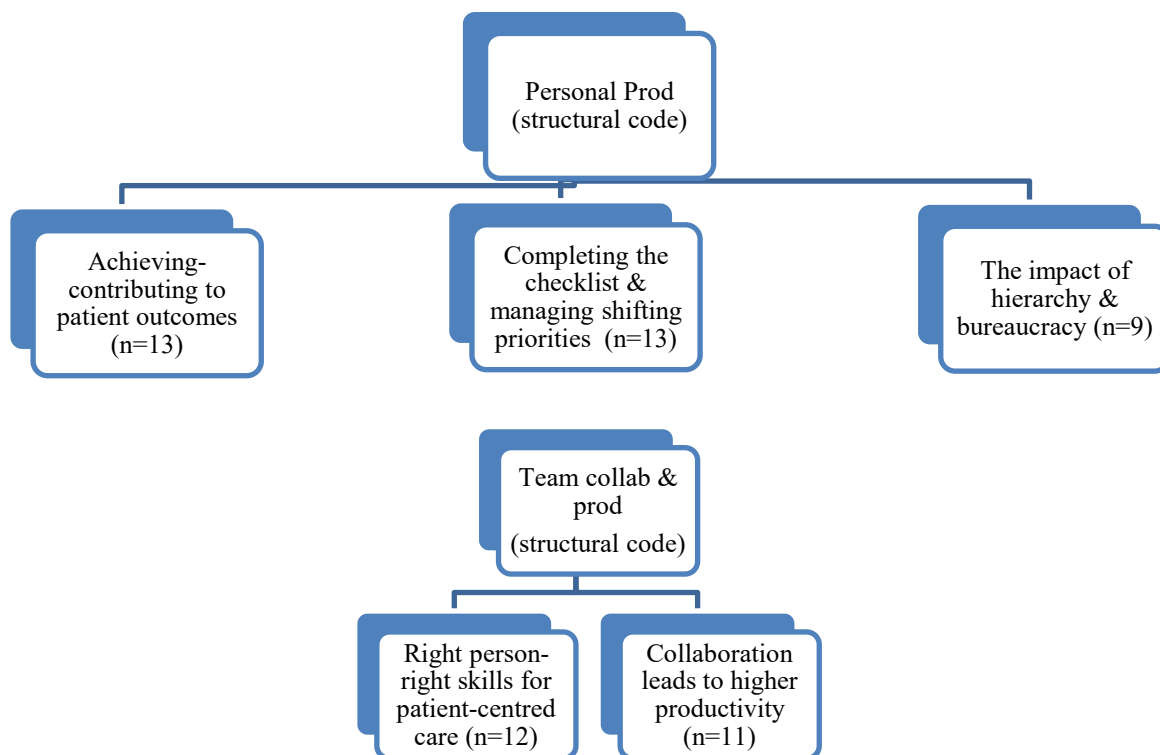 Personal Prod
(structural code)
Achieving-
contributing to
patient outcomes
(n=13)
Completing the
checklist &
managing shifting
priorities (n=13)
The impact of
hierarchy &
bureaucracy (n=9)
Team collab &
prod
(structural code)
Right person-
right skills for
patient-centred
care (n=12)
Collaboration
leads to higher
productivity
(n=11)